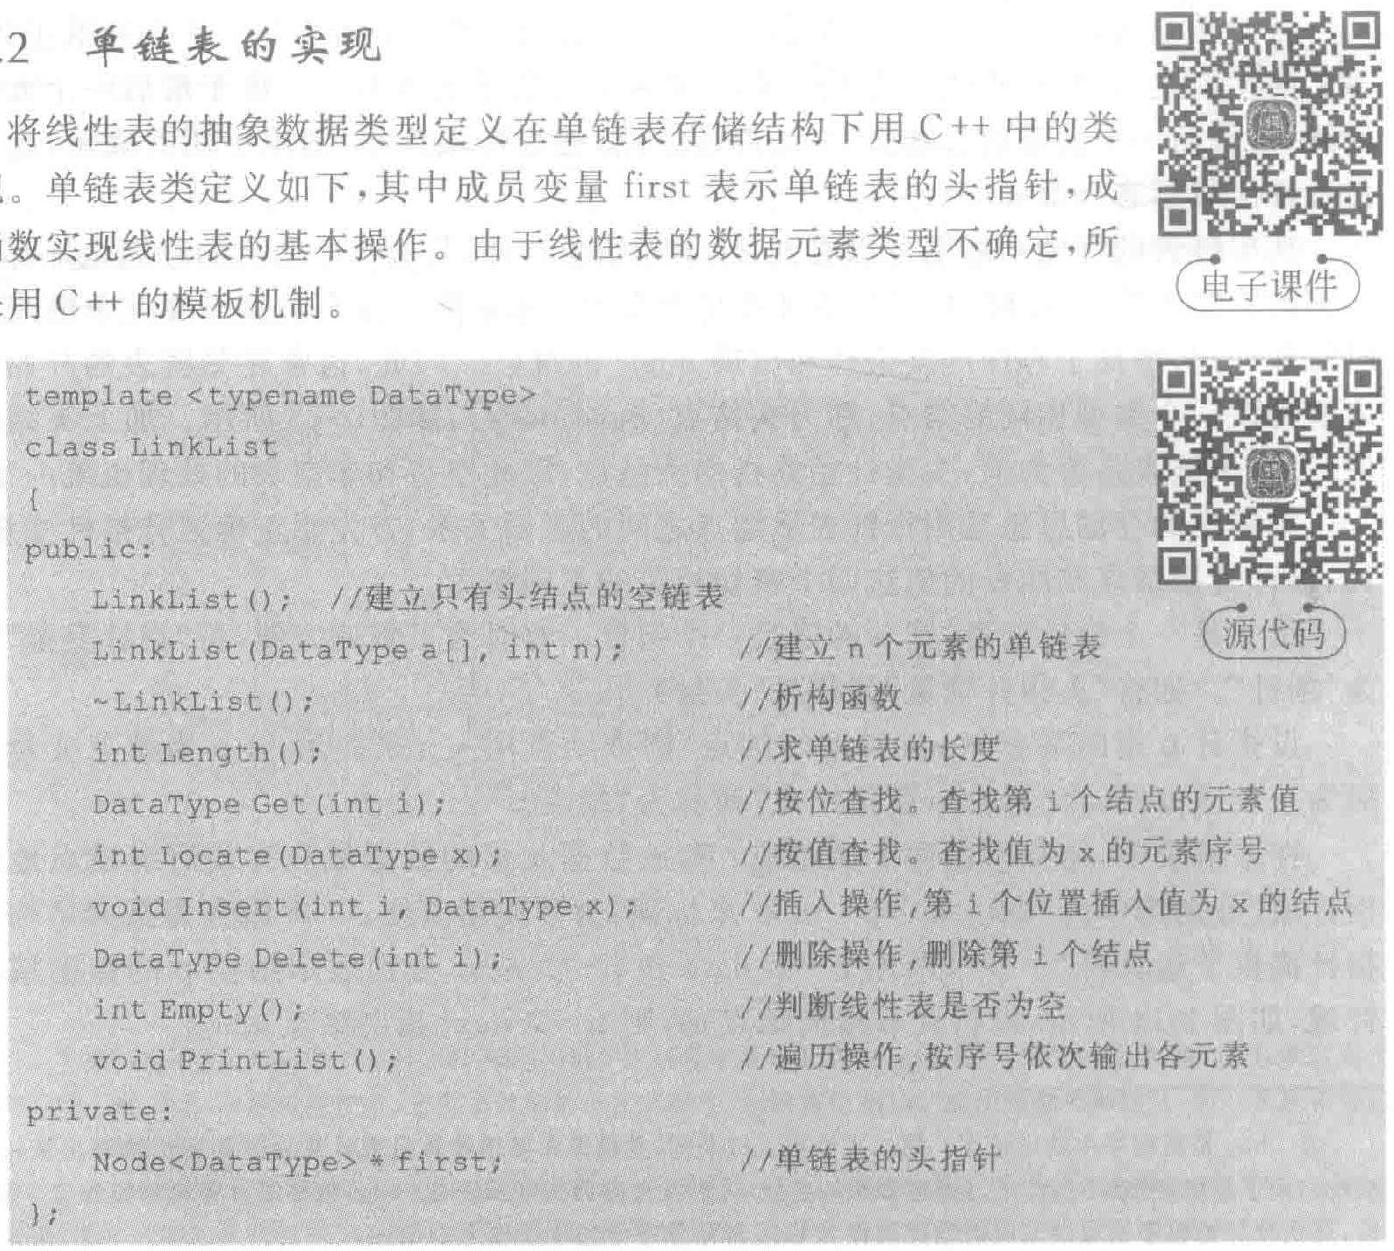 .2 单链表的实现
将线性表的抽象数据类型定义在单链表存储结构下用 C++ 中的类
。单链表类定义如下,其中成员变量 first 表示单链表的头指针,成
函数实现线性表的基本操作。由于线性表的数据元素类型不确定,所
用 C++ 的模板机制。
电子课件
template <typename DataType>
class LinkList
{
public:
LinkList(); //建立只有头结点的空链表
LinkList(DataType a[], int n); //建立 n 个元素的单链表
~LinkList(); //析构函数
int Length(); //求单链表的长度
DataType Get(int i); //按位查找。查找第 i 个结点的元素值
int Locate(DataType x); //按值查找。查找值为 x 的元素序号
void Insert(int i, DataType x); //插入操作,第 i 个位置插入值为 x 的结点
DataType Delete(int i); //删除操作,删除第 i 个结点
int Empty(); //判断线性表是否为空
void PrintList(); //遍历操作,按序号依次输出各元素
private:
Node<DataType> * first; //单链表的头指针
};
源代码